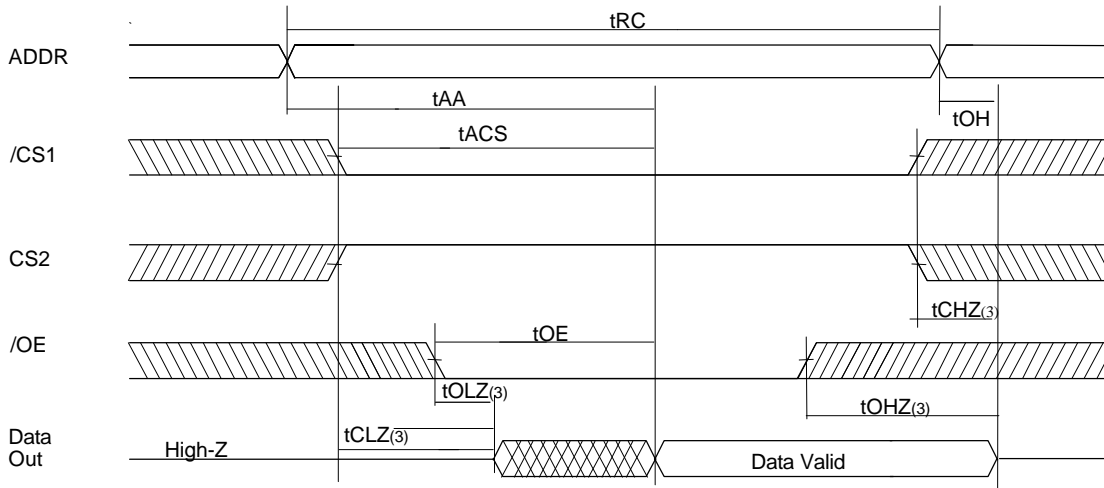 tRC
ADDR
tAA
tOH
tACS
/CS1
CS2
tCHZ(3)
/OE
tOE
tOLZ(3)
tOHZ(3)
tCLZ(3)
Data
Out
High-Z
Data Valid